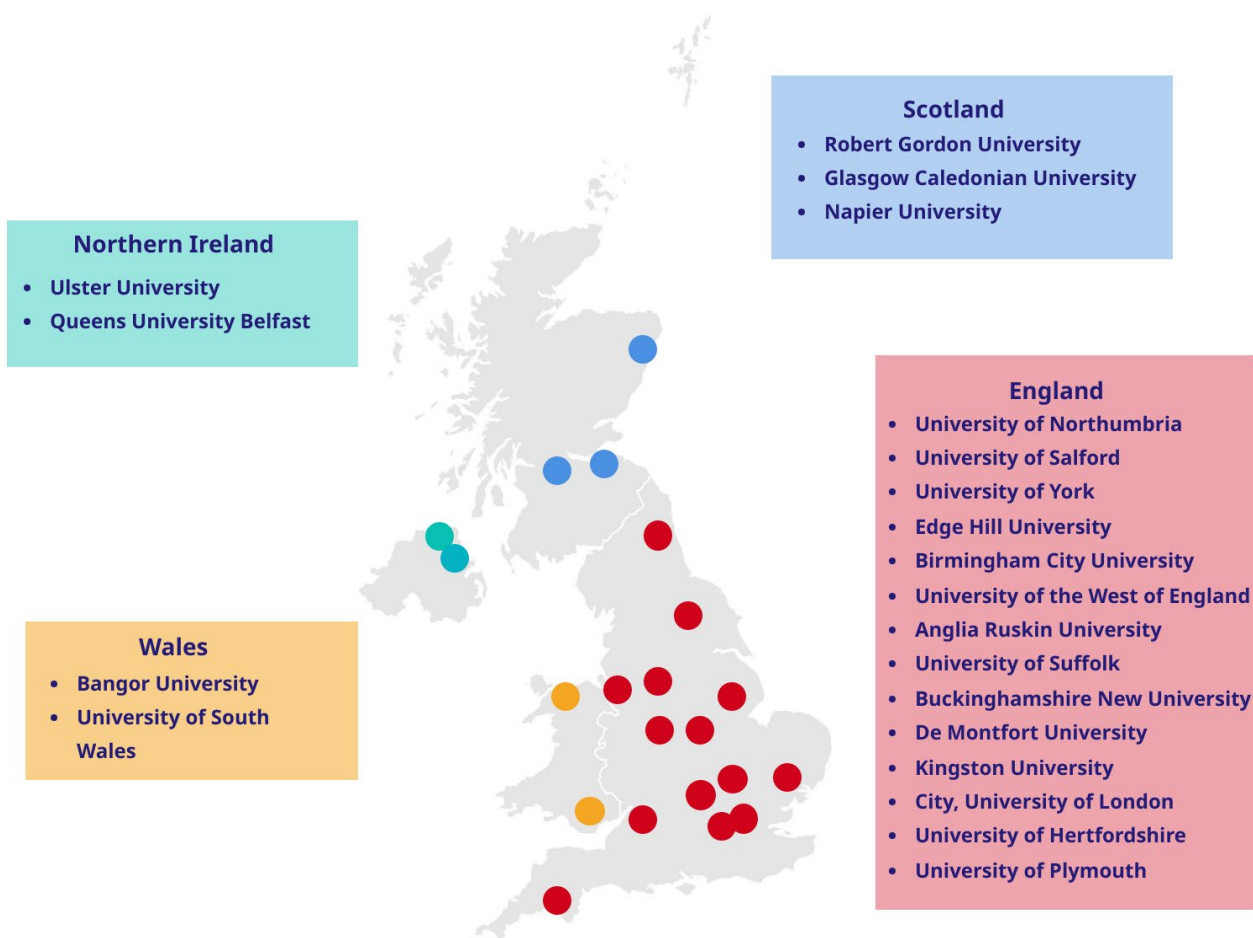 Scotland
• Robert Gordon University
• Glasgow Caledonian University
• Napier University
Northern Ireland
• Ulster University
• Queens University Belfast
England
• University of Northumbria
• University of Salford
• University of York
• Edge Hill University
• Birmingham City University
• University of the West of England
• Anglia Ruskin University
• University of Suffolk
• Buckinghamshire New University
• De Montfort University
• Kingston University
• City, University of London
• University of Hertfordshire
• University of Plymouth
Wales
• Bangor University
• University of South
Wales